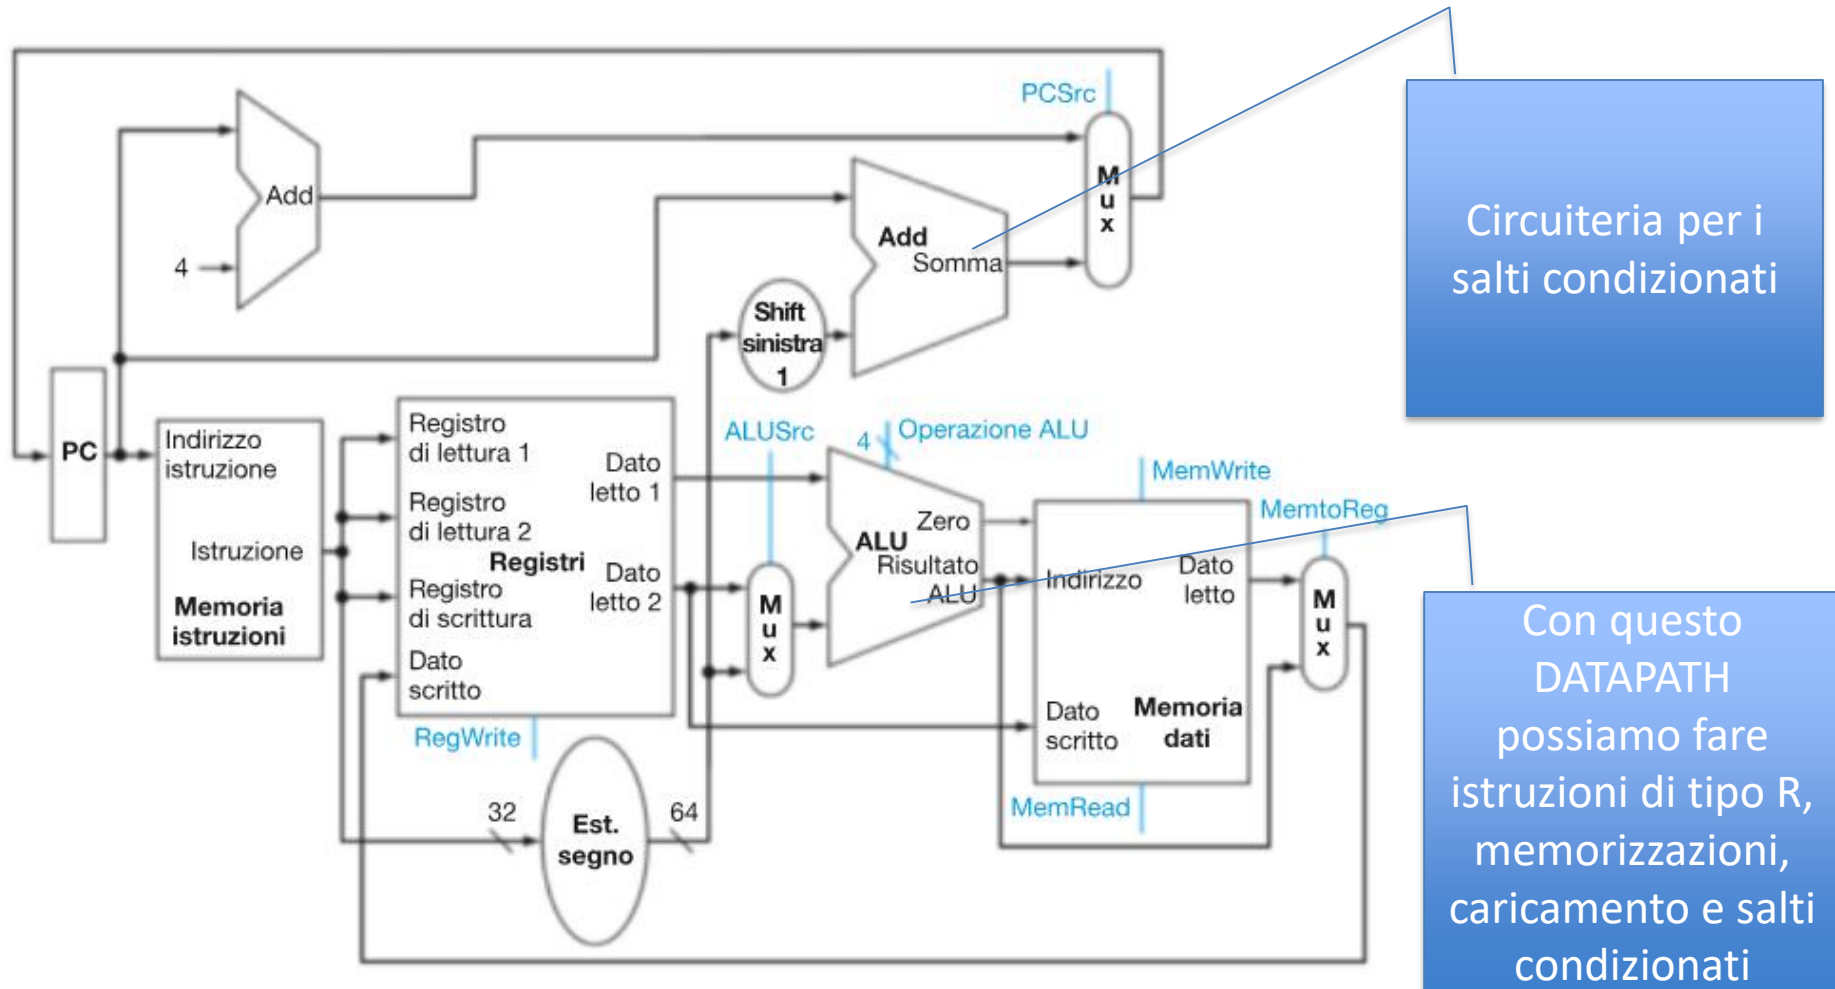 PCSrc
Add
4
Mux
Add
Somma
Shift
sinistra
1
Circuiteria per i
salti condizionati
PC
Indirizzo
istruzione
Istruzione
Memoria
istruzioni
Registro
di lettura 1
Registro
di lettura 2
Registri
Registro
di scrittura
Dato
scritto
Dato
letto 1
Dato
letto 2
RegWrite
ALUSrc
Mux
4
Operazione ALU
Zero
ALU
Risultato
ALU
MemWrite
MemtoReg
Indirizzo
Dato
letto
Dato
scritto
Memoria
dati
MemRead
Mux
32
Est.
segno
64
Con questo
DATAPATH
possiamo fare
istruzioni di tipo R,
memorizzazioni,
caricamento e salti
condizionati